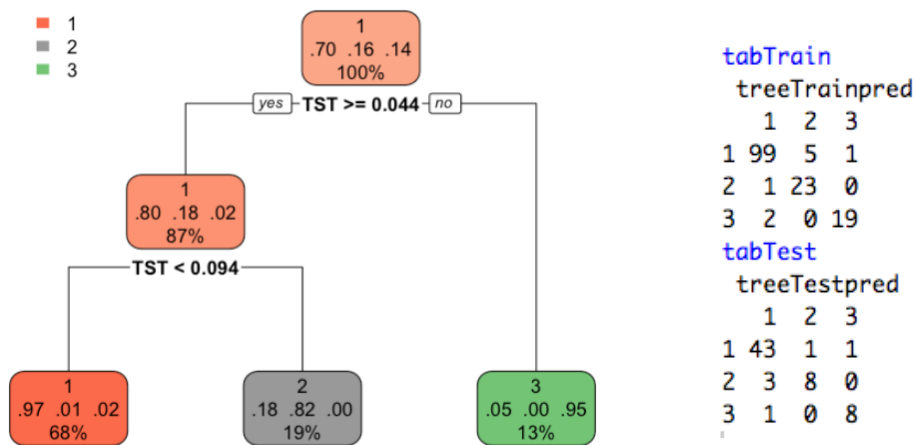 1
2
3
1
.70 .16 .14
100%
yes TST >= 0.044 no
1
.80 .18 .02
87%
TST < 0.094
1
.97 .01 .02
68%
2
.18 .82 .00
19%
3
.05 .00 .95
13%
tabTrain
treeTrainpred
1 2 3
1 99 5 1
2 1 23 0
3 2 0 19
tabTest
treeTestpred
1 2 3
1 43 1 1
2 3 8 0
3 1 0 8